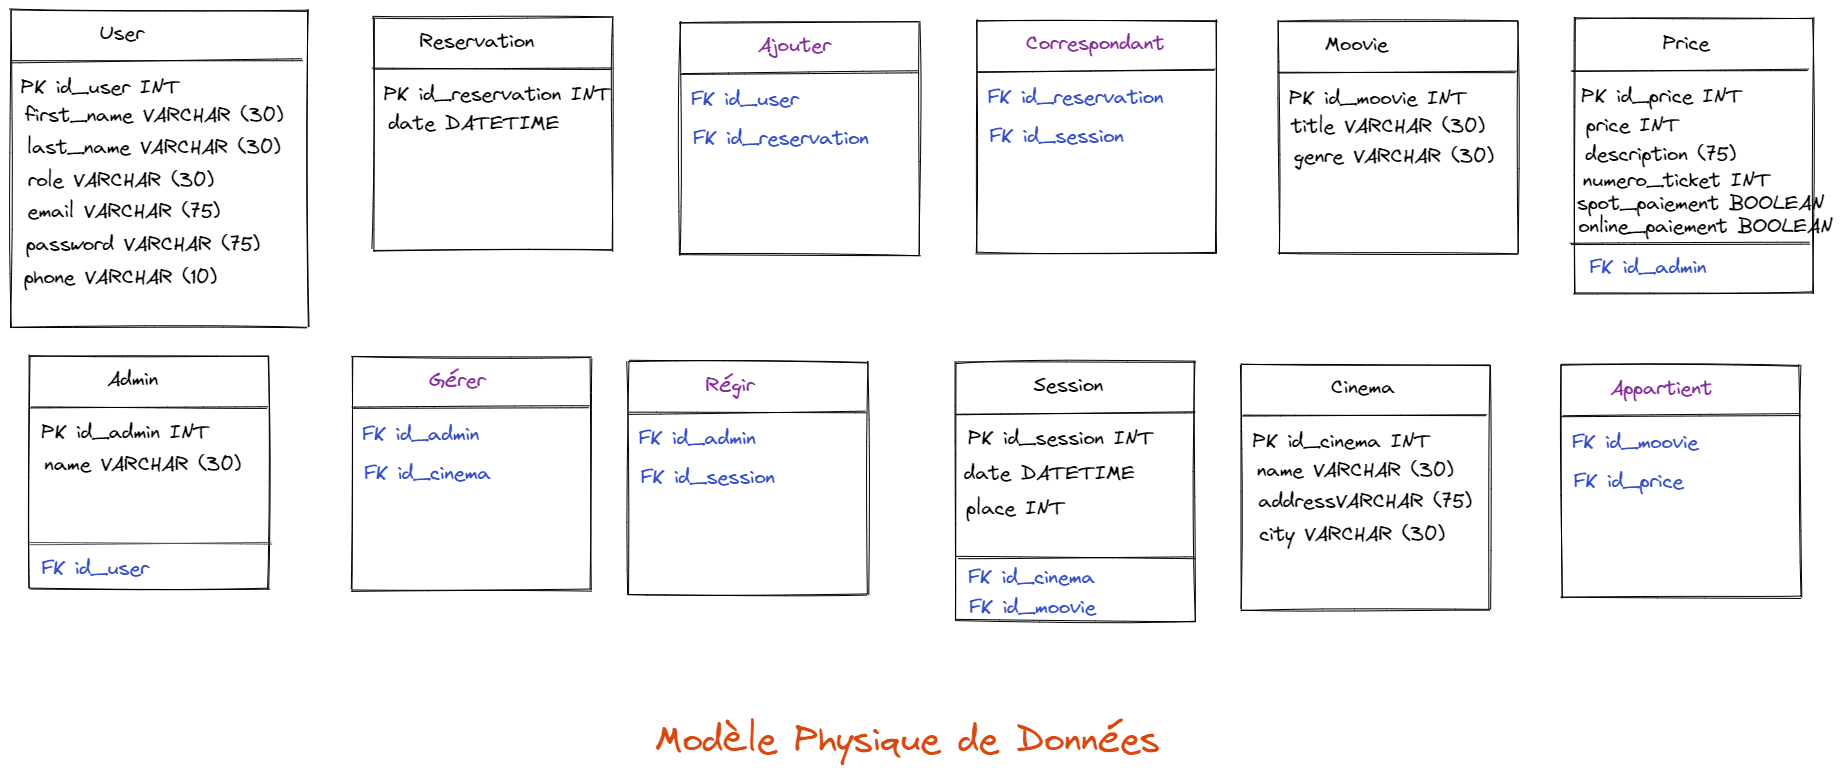 User
PK id_user INT
first_name VARCHAR (30)
last_name VARCHAR (30)
role VARCHAR (30)
email VARCHAR (75)
password VARCHAR (75)
phone VARCHAR (10)
Reservation
PK id_reservation INT
date DATETIME
Ajouter
FK id_user
FK id_reservation
Correspondant
FK id_reservation
FK id_session
Moovie
PK id_moovie INT
title VARCHAR (30)
genre VARCHAR (30)
Price
PK id_price INT
price INT
description (75)
numero_ticket INT
spot_paiement BOOLEAN
online_paiement BOOLEAN
FK id_admin
Admin
PK id_admin INT
name VARCHAR (30)
FK id_user
Gérer
FK id_admin
FK id_cinema
Régir
FK id_admin
FK id_session
Session
PK id_session INT
date DATETIME
place INT
FK id_cinema
FK id_moovie
Cinema
PK id_cinema INT
name VARCHAR (30)
addressVARCHAR (75)
city VARCHAR (30)
Appartient
FK id_moovie
FK id_price
Modèle Physique de Données